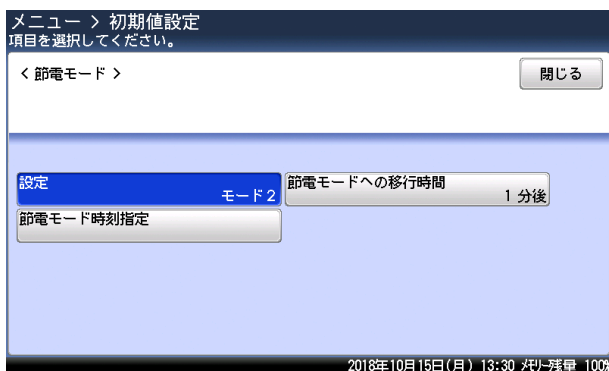 メニュー > 初期値設定
項目を選択してください。
< 節電モード >
閉じる
設定
モード2
節電モードへの移行時間
1 分後
節電モード時刻指定
2018年10月15日(月) 13:30 メモリー残量 100%